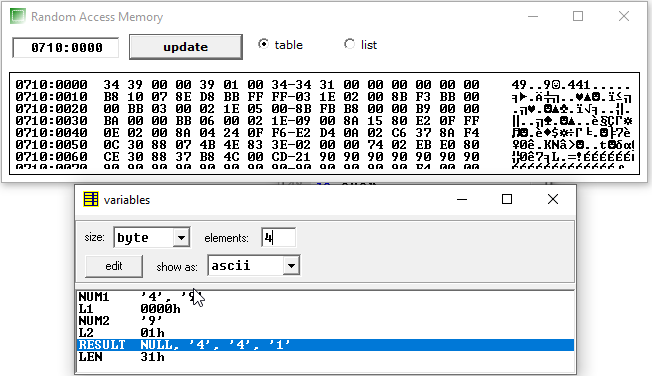 Random Access Memory
0710:0000 update table list
0710:0000 34 39 00 00 39 01 00 34-34 31 00 00 00 00 00 00 49..9☺.441......
0710:0010 B8 10 07 8E D8 BB FF FF-03 1E 02 00 8B F3 BB 00
0710:0020 00 BB 03 00 02 1E 05 00-8B FB B8 00 00 B9 00 00
0710:0030 BA 00 00 BB 06 00 02 1E-09 00 8A 15 80 E2 0F FF
0710:0040 0E 02 00 8A 04 24 0F F6-E2 D4 0A 02 C6 37 8A F4
0710:0050 0C 30 88 07 4B 4E 83 3E-02 00 00 74 02 EB E0 80
0710:0060 CE 30 88 37 B8 4C 00 CD-21 90 90 90 90 90 90 90
variables
size: byte elements: 4
edit show as: ascii
NUM1 '4', '9'
L1 0000h
NUM2 '9'
L2 01h
RESULT NULL, '4', '4', '1'
LEN 31h